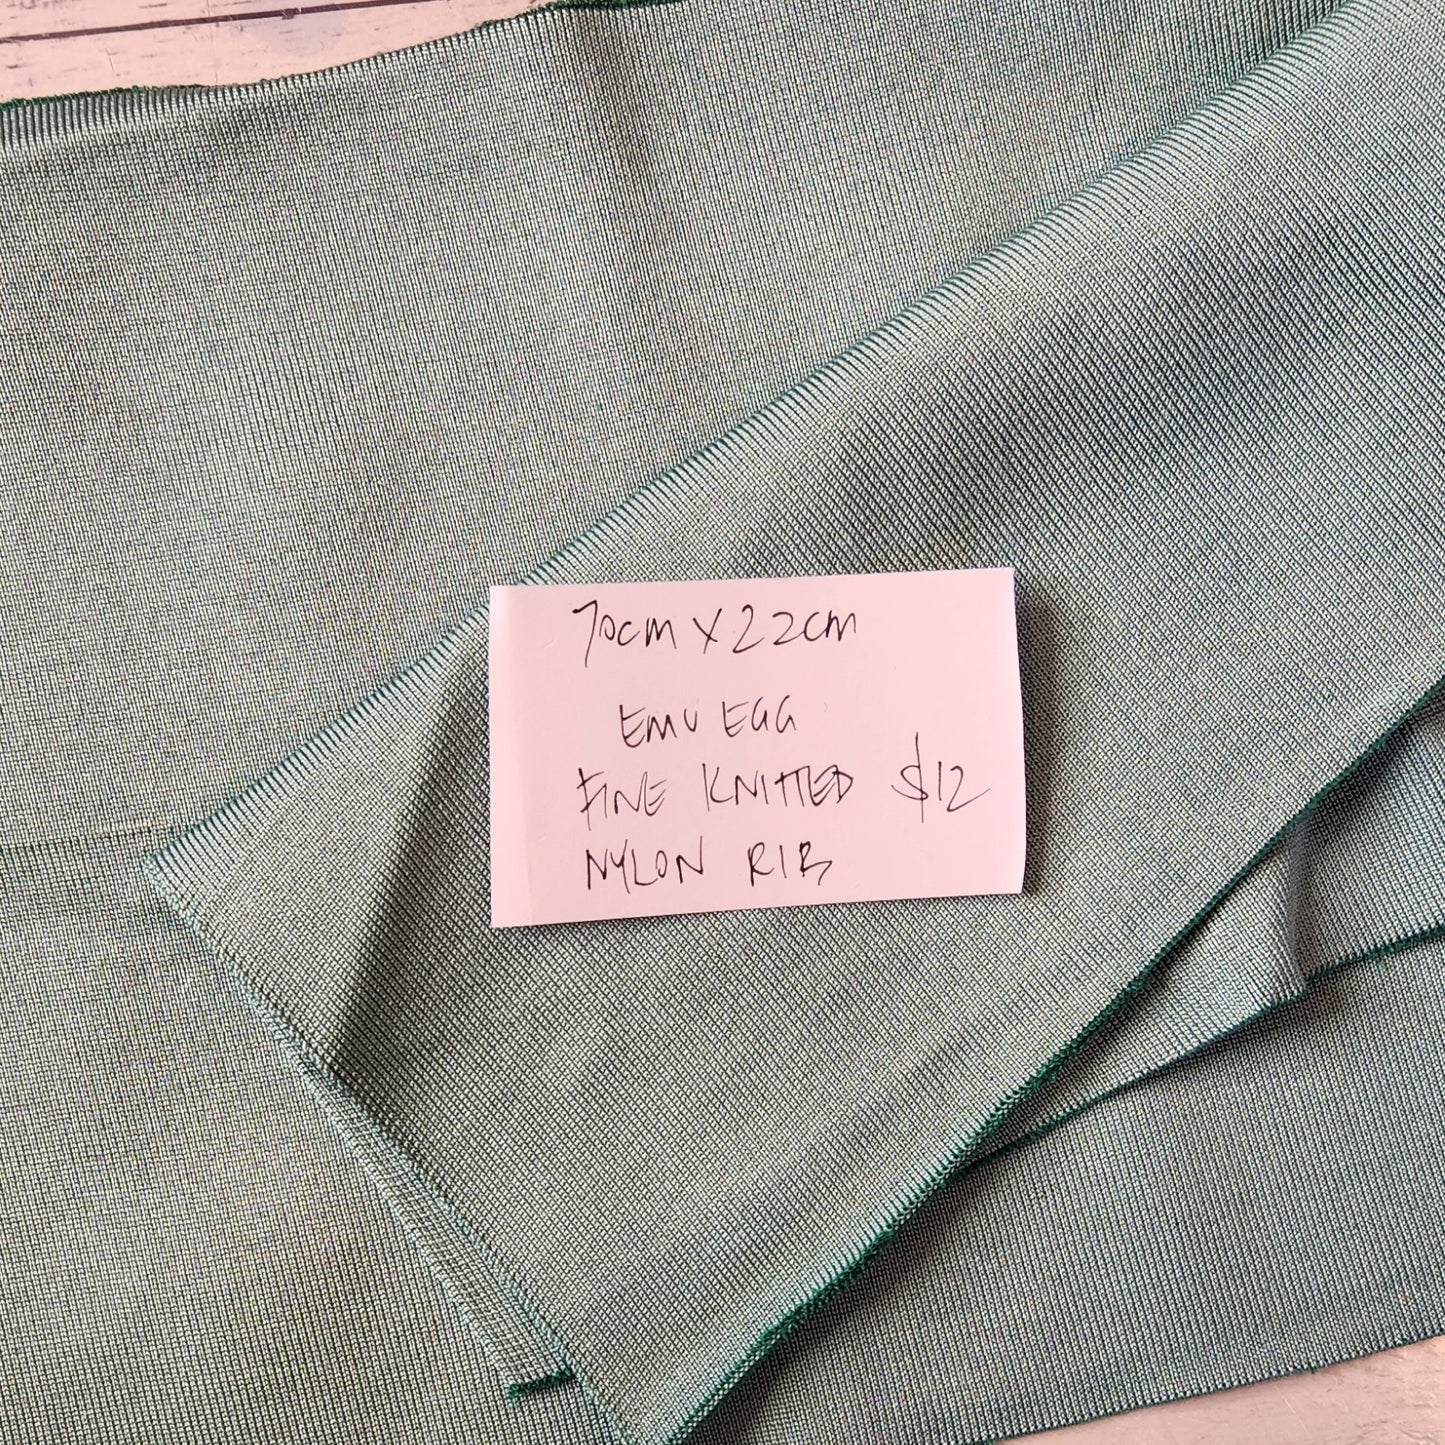 70cm x 22cm
EMU EGG
FINE KNITTED $12
NYLON RIB